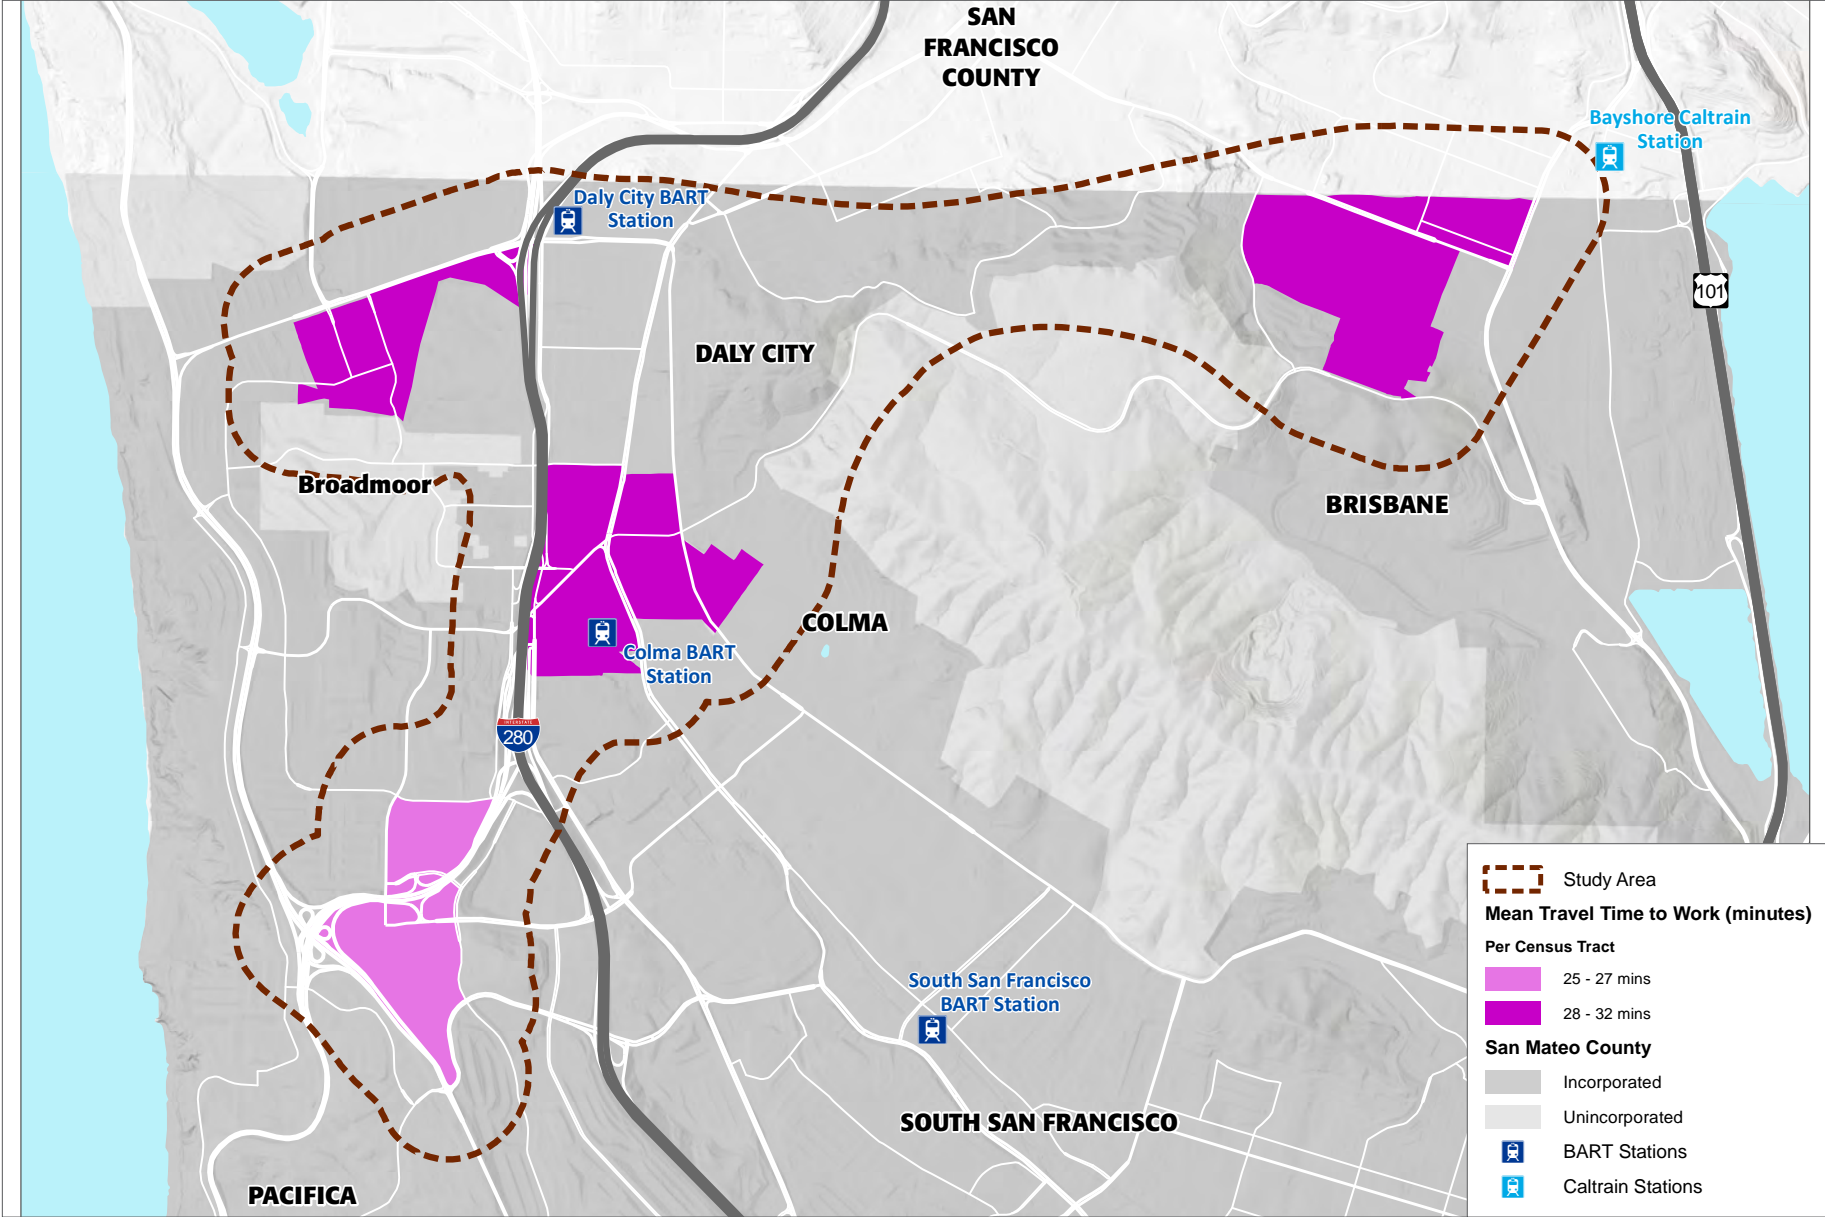 SAN
FRANCISCO
COUNTY
Bayshore Caltrain
Station
Daly City BART
Station
101
DALY CITY
Broadmoor
BRISBANE
COLMA
Colma BART
Station
INTERSTATE
280
South San Francisco
BART Station
SOUTH SAN FRANCISCO
PACIFICA
Study Area
Mean Travel Time to Work (minutes)
Per Census Tract
25 - 27 mins
28 - 32 mins
San Mateo County
Incorporated
Unincorporated
BART Stations
Caltrain Stations